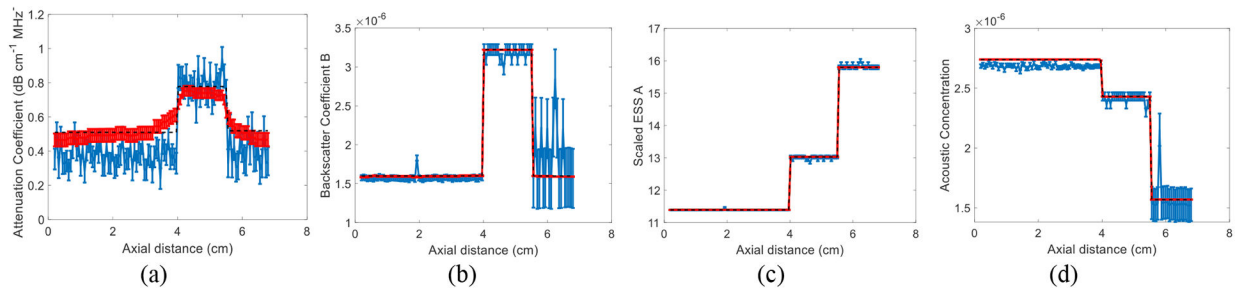 Attenuation Coefficient (dB cm⁻¹ MHz⁻
1.2
1
0.8
0.6
0.4
0.2
0
0 2 4 6 8
Axial distance (cm)
(a)
×10⁻⁶
Backscatter Coefficient B
3.5
3
2.5
2
1.5
1
0 2 4 6 8
Axial distance (cm)
(b)
Scaled ESS A
17
16
15
14
13
12
11
0 2 4 6 8
Axial distance (cm)
(c)
×10⁻⁶
Acoustic Concentration
3
2.5
2
1.5
0 2 4 6 8
Axial distance (cm)
(d)